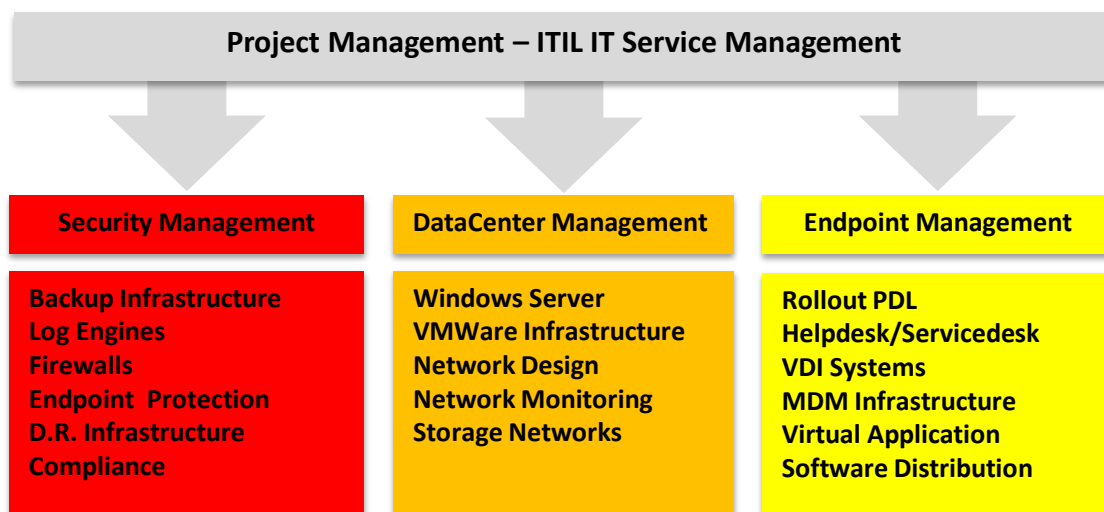 Project Management – ITIL IT Service Management
Security Management
Backup Infrastructure
Log Engines
Firewalls
Endpoint  Protection
D.R. Infrastructure
Compliance
DataCenter Management
Windows Server
VMWare Infrastructure
Network Design
Network Monitoring
Storage Networks
Endpoint Management
Rollout PDL
Helpdesk/Servicedesk
VDI Systems
MDM Infrastructure
Virtual Application
Software Distribution